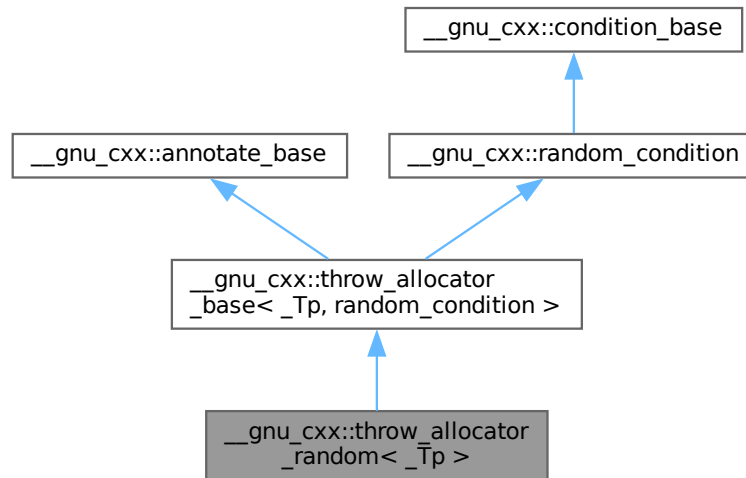 __gnu_cxx::condition_base
__gnu_cxx::annotate_base
__gnu_cxx::random_condition
__gnu_cxx::throw_allocator
_base< _Tp, random_condition >
__gnu_cxx::throw_allocator
_random< _Tp >